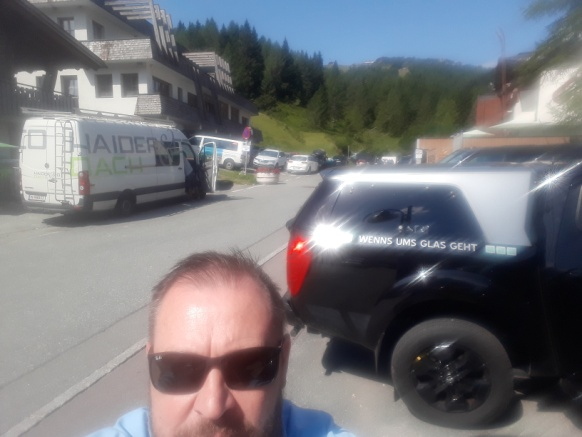 HAIDER
DACH
WENNS UMS GLAS GEHT